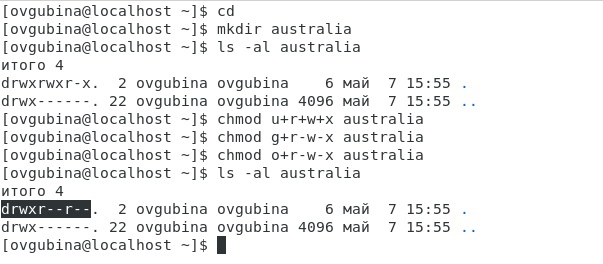 [ovgubina@localhost ~]$ cd
[ovgubina@localhost ~]$ mkdir australia
[ovgubina@localhost ~]$ ls -al australia
итого 4
drwxrwxr-x.  2 ovgubina ovgubina    6 май  7 15:55 .
drwx------. 22 ovgubina ovgubina 4096 май  7 15:55 ..
[ovgubina@localhost ~]$ chmod u+r+w+x australia
[ovgubina@localhost ~]$ chmod g+r-w-x australia
[ovgubina@localhost ~]$ chmod o+r-w-x australia
[ovgubina@localhost ~]$ ls -al australia
итого 4
drwxr--r--.  2 ovgubina ovgubina    6 май  7 15:55 .
drwx------. 22 ovgubina ovgubina 4096 май  7 15:55 ..
[ovgubina@localhost ~]$